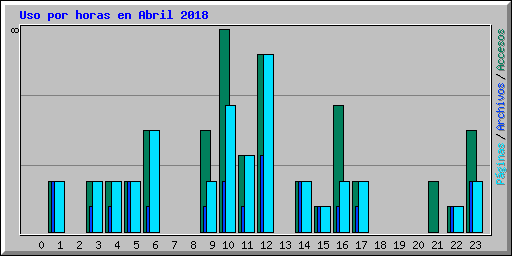 Uso por horas en Abril 2018
8
Páginas / Archivos / Accesos
0 1 2 3 4 5 6 7 8 9 10 11 12 13 14 15 16 17 18 19 20 21 22 23